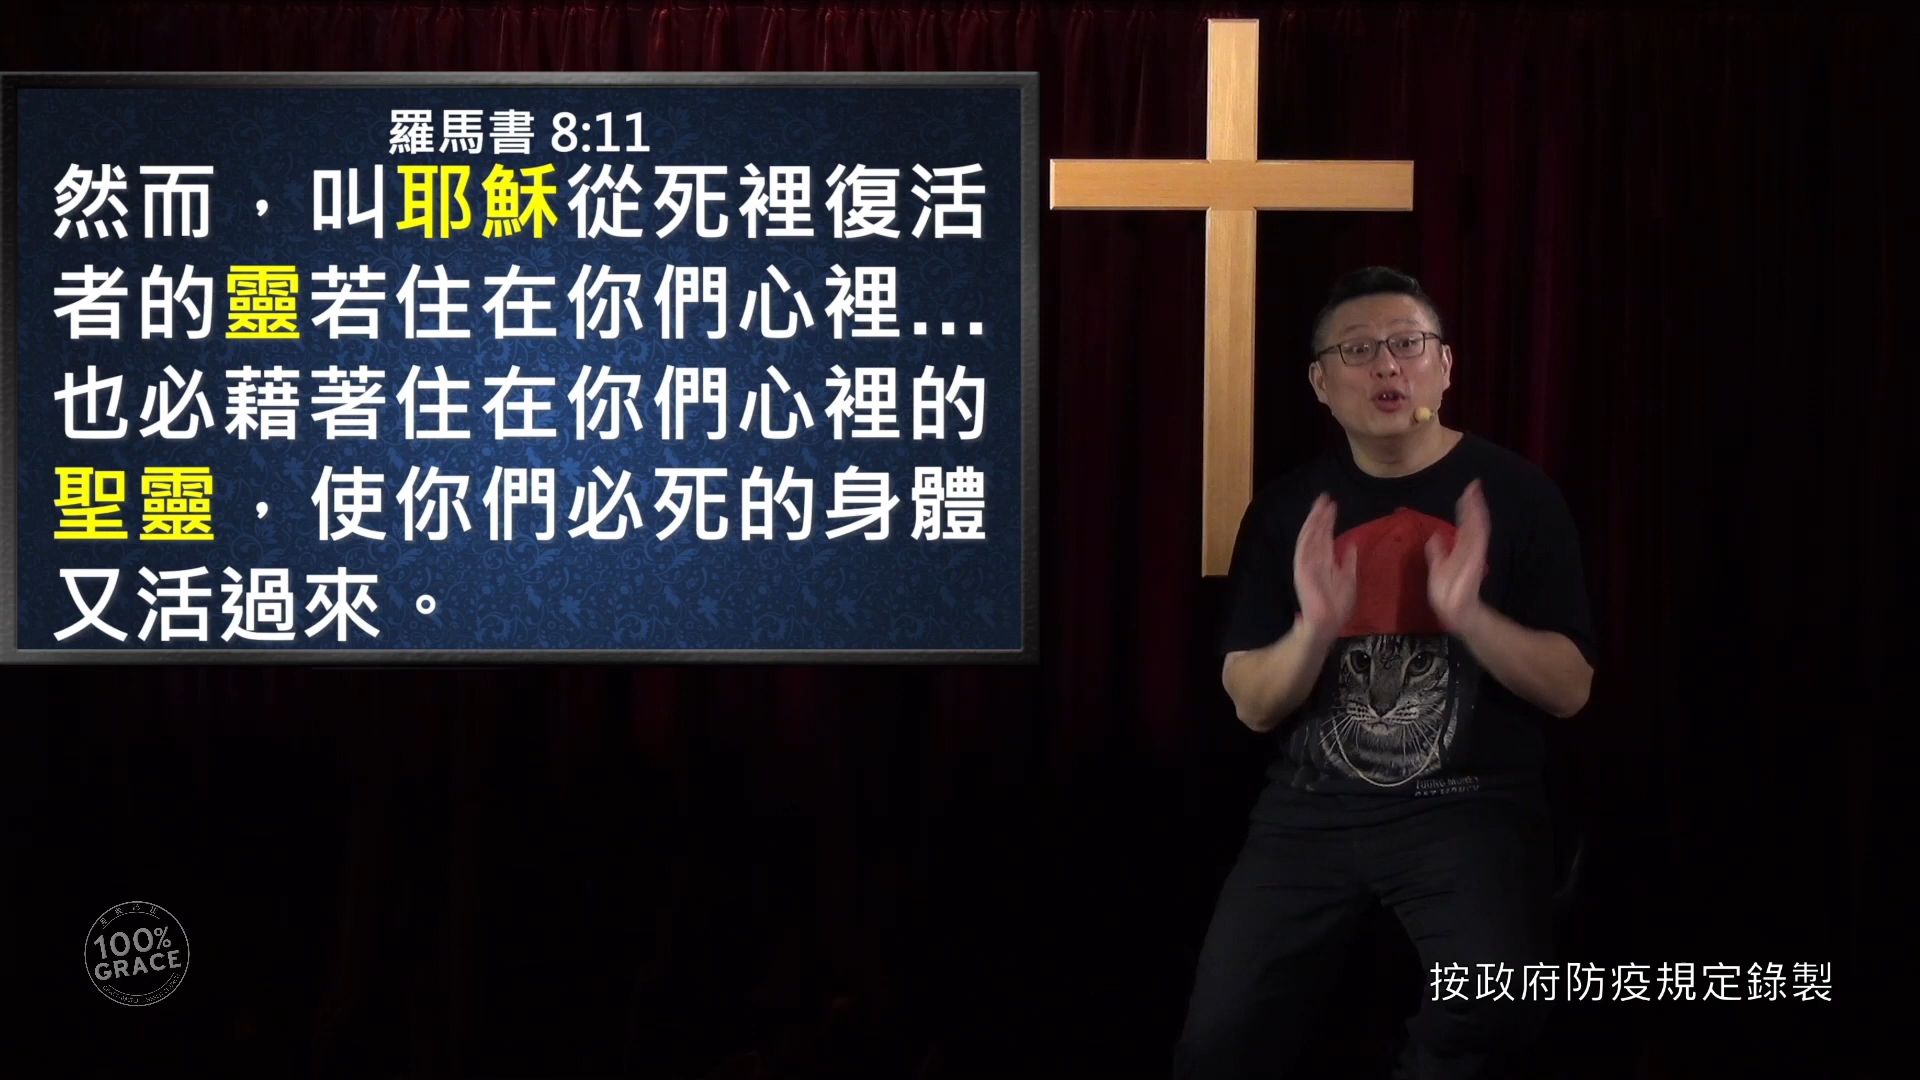 羅馬書 8:11
然而，叫耶穌從死裡復活
者的靈若住在你們心裡...
也必藉著住在你們心裡的
聖靈，使你們必死的身體
又活過來。
100%
GRACE
按政府防疫規定錄製